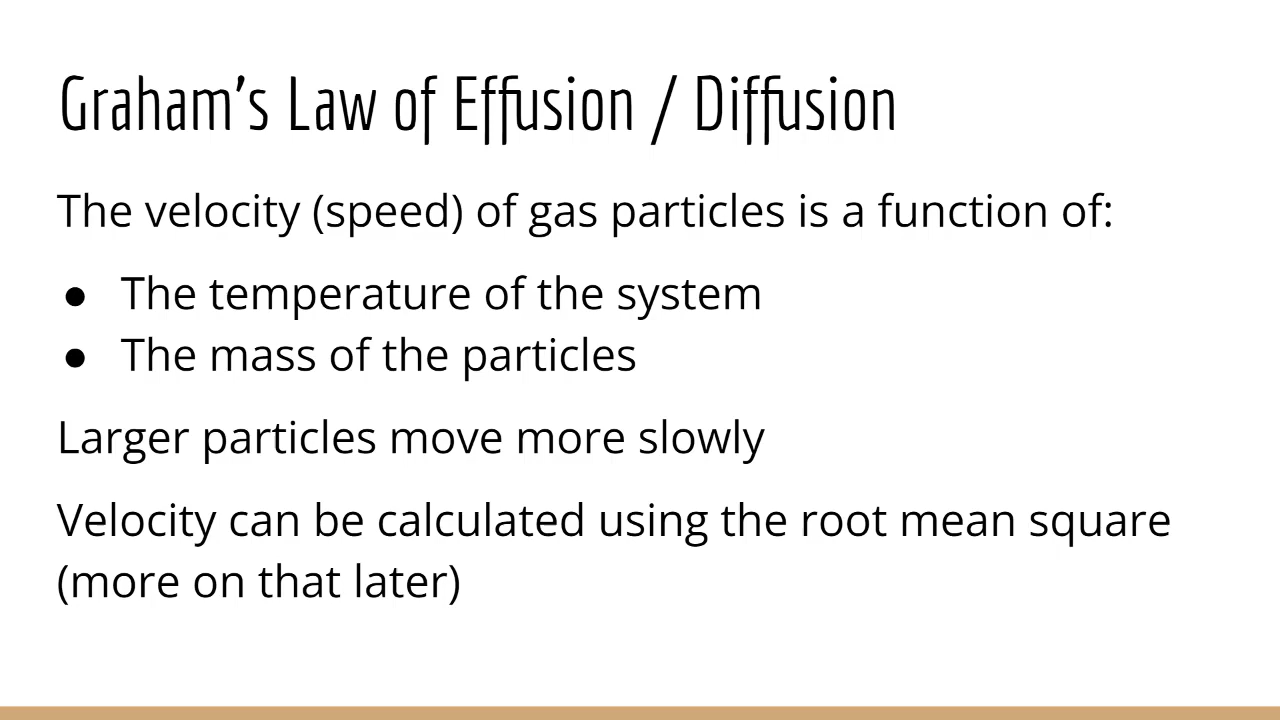 Graham’s Law of Effusion / Diffusion
The velocity (speed) of gas particles is a function of:
● The temperature of the system
● The mass of the particles
Larger particles move more slowly
Velocity can be calculated using the root mean square
(more on that later)